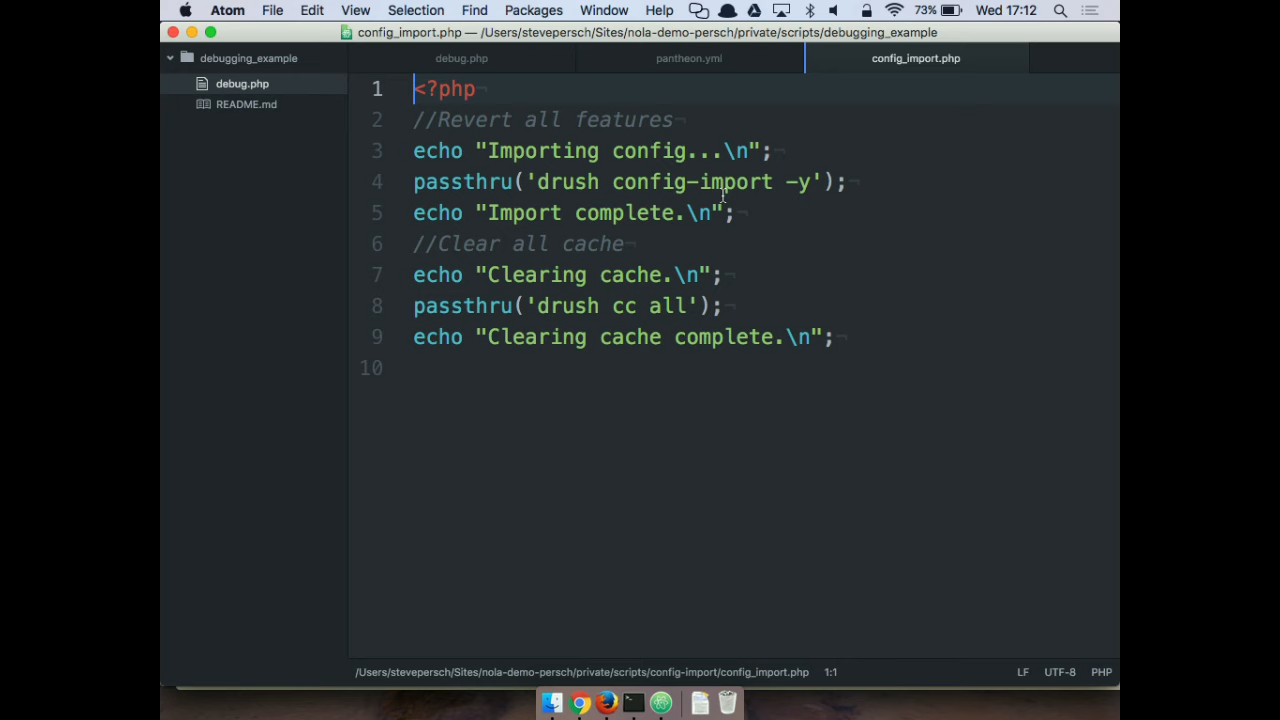 Atom File Edit View Selection Find Packages Window Help 73% Wed 17:12
config_import.php — /Users/stevepersch/Sites/nola-demo-persch/private/scripts/debugging_example
debugging_example
debug.php
README.md
debug.php pantheon.yml config_import.php
1 <?php¬
2 //Revert all features¬
3 echo "Importing config...\n";¬
4 passthru('drush config-import -y');¬
5 echo "Import complete.\n";¬
6 //Clear all cache¬
7 echo "Clearing cache.\n";¬
8 passthru('drush cc all');¬
9 echo "Clearing cache complete.\n";¬
10
/Users/stevepersch/Sites/nola-demo-persch/private/scripts/config-import/config_import.php 1:1 LF UTF-8 PHP